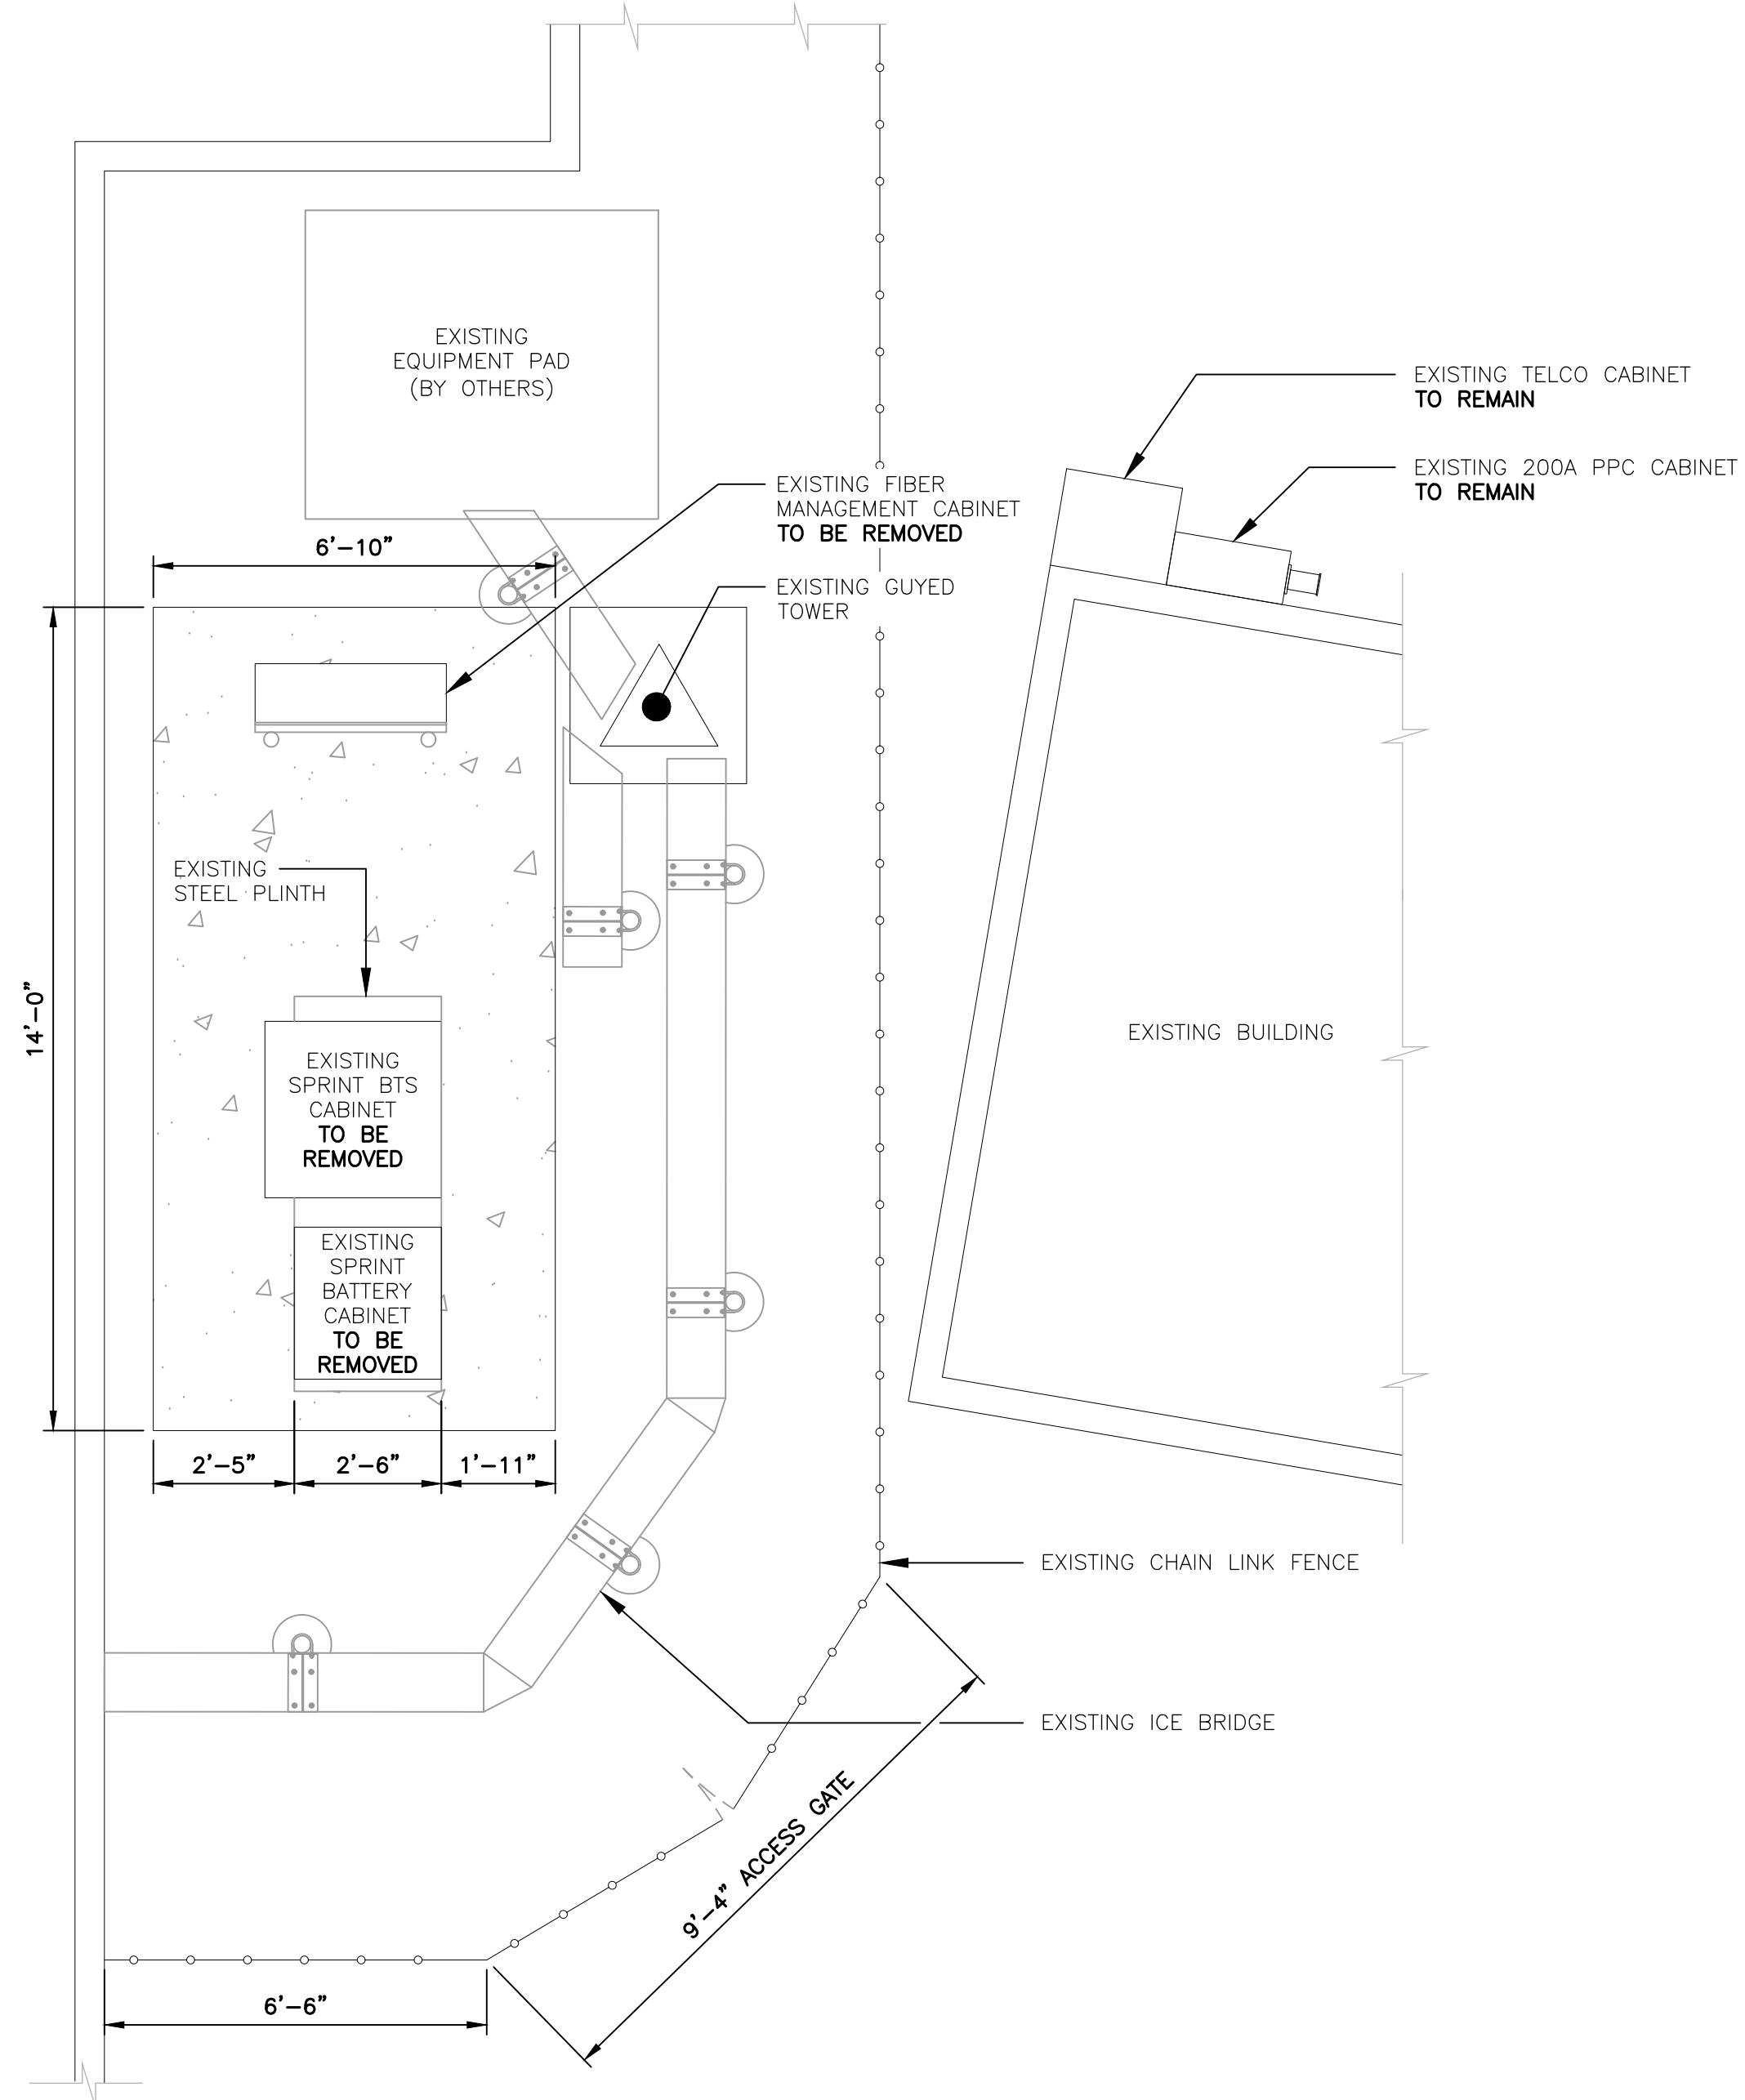 EXISTING
EQUIPMENT PAD
(BY OTHERS)
EXISTING TELCO CABINET
TO REMAIN
EXISTING 200A PPC CABINET
TO REMAIN
EXISTING FIBER
MANAGEMENT CABINET
TO BE REMOVED
6'-10"
EXISTING GUYED
TOWER
EXISTING
STEEL PLINTH
14'-0"
EXISTING BUILDING
EXISTING
SPRINT BTS
CABINET
TO BE
REMOVED
EXISTING
SPRINT
BATTERY
CABINET
TO BE
REMOVED
2'-5"
2'-6"
1'-11"
EXISTING CHAIN LINK FENCE
EXISTING ICE BRIDGE
9'-4" ACCESS GATE
6'-6"